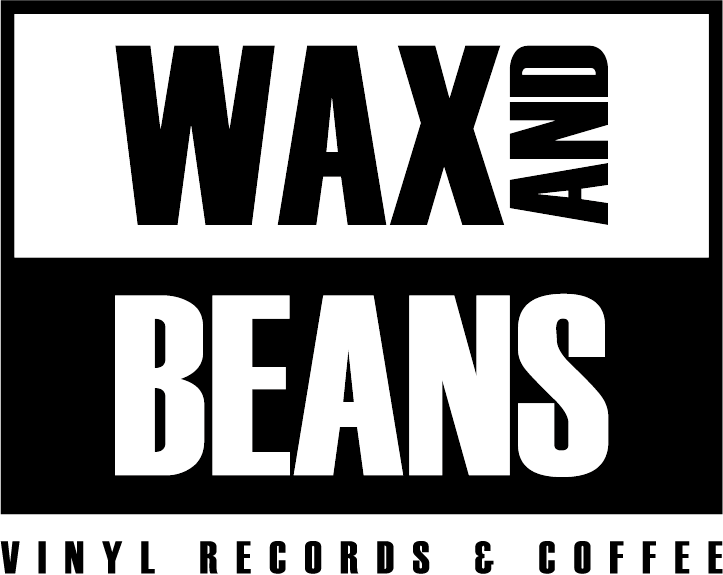 WAX AND
BEANS
VINYL RECORDS & COFFEE